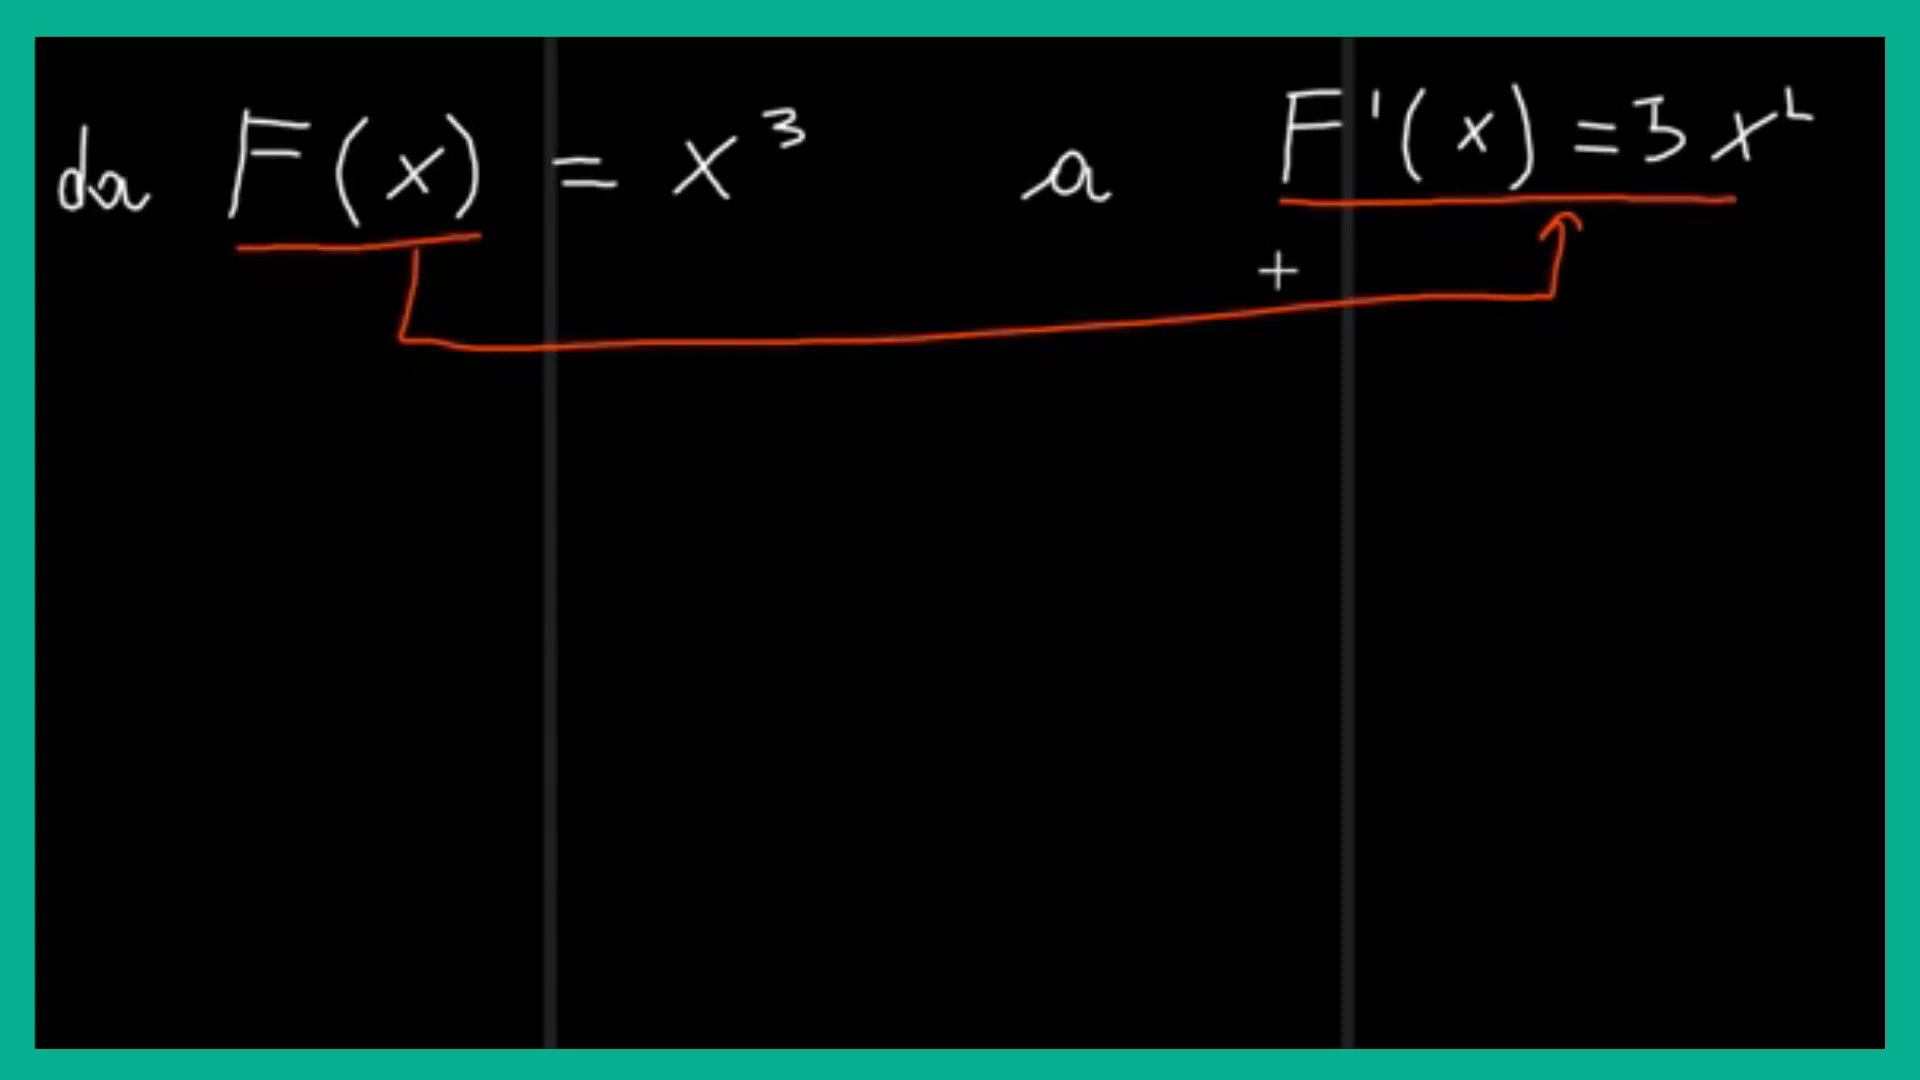 da F(x) = x³ a F'(x) = 3x²